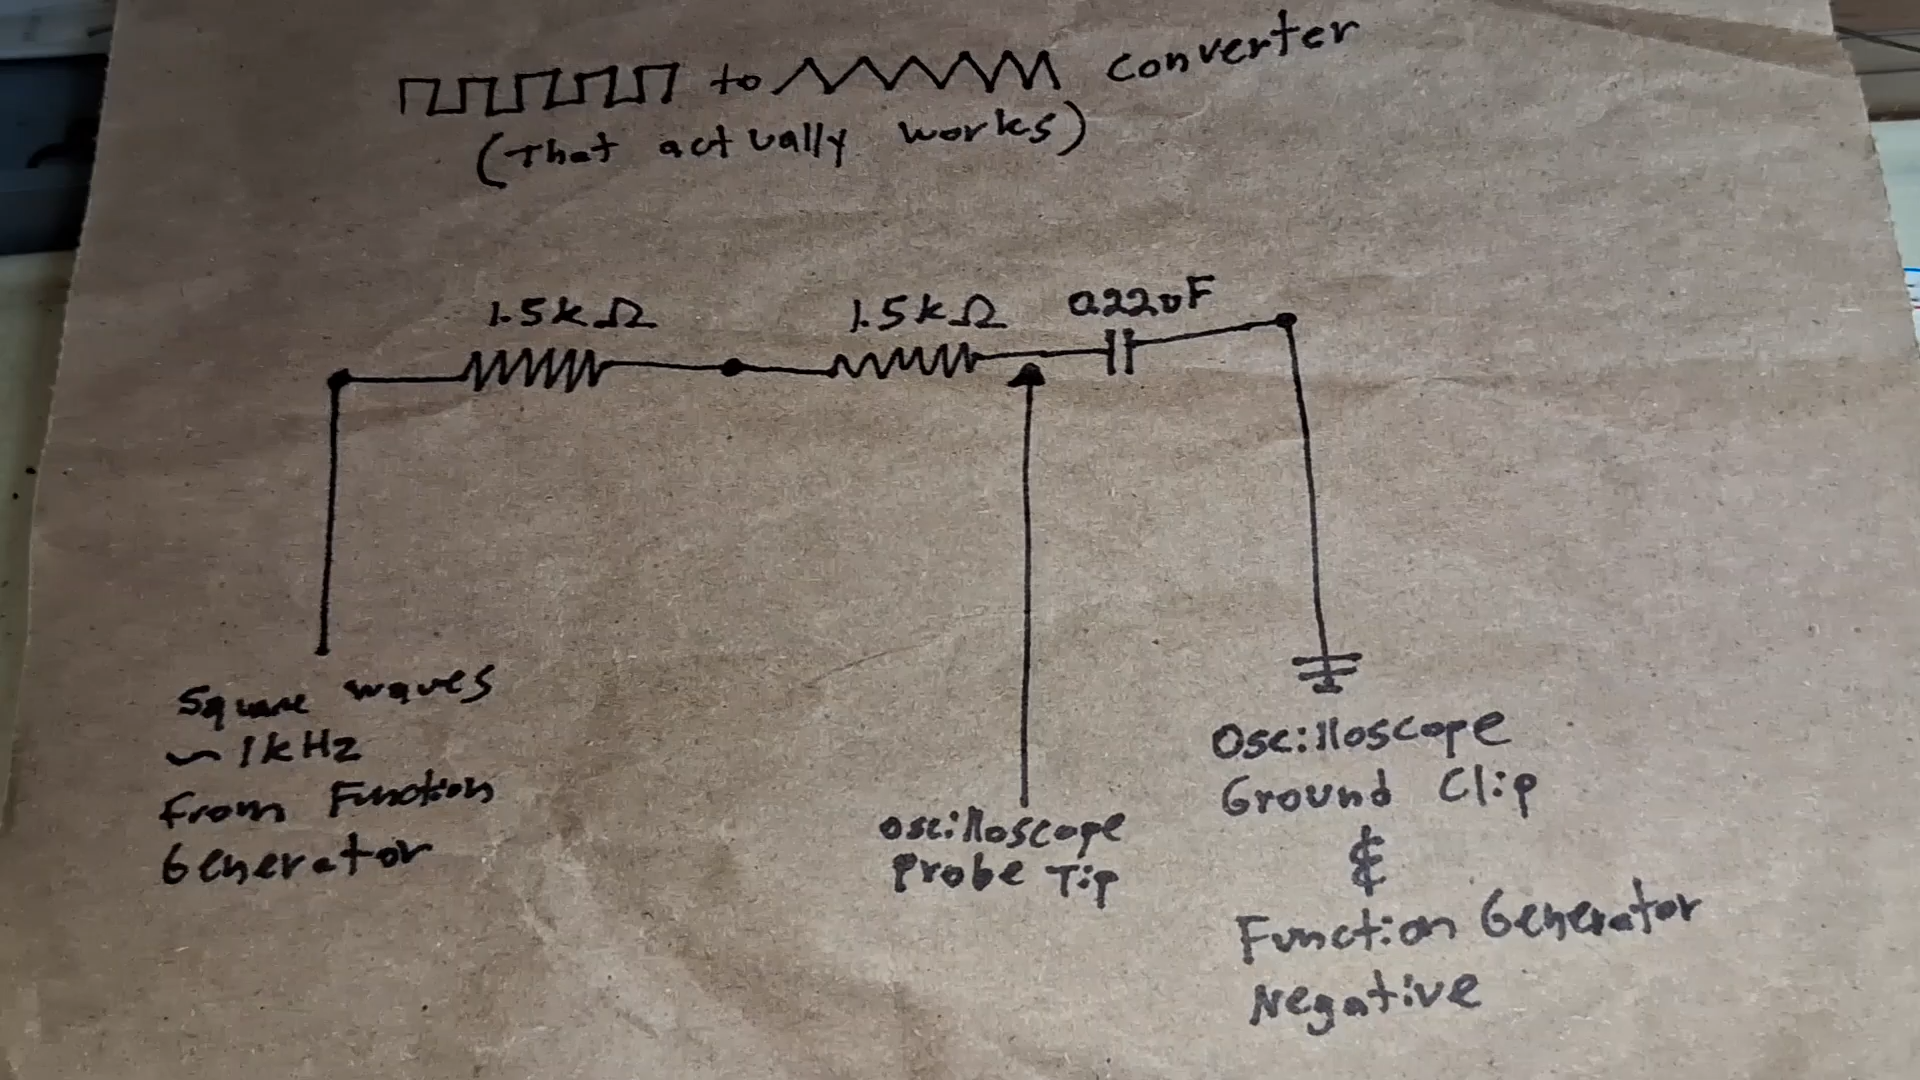 to converter
(That actually works)
1.5kΩ
1.5kΩ
0.22uF
Square waves
~1kHz
From Function
Generator
oscilloscope
Probe Tip
Oscilloscope
Ground Clip
&
Function Generator
Negative